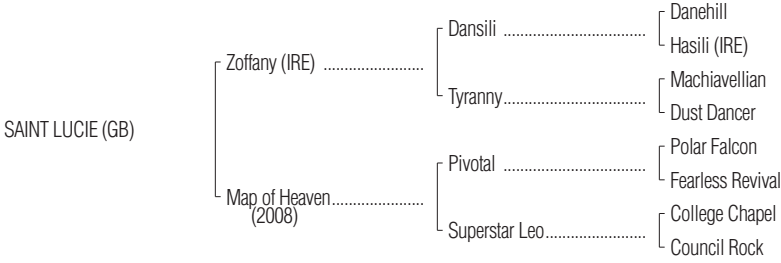 Danehill
Dansili
Hasili (IRE)
Zoffany (IRE)
Machiavellian
Tyranny
Dust Dancer
SAINT LUCIE (GB)
Polar Falcon
Pivotal
Fearless Revival
Map of Heaven
(2008)
College Chapel
Superstar Leo
Council Rock